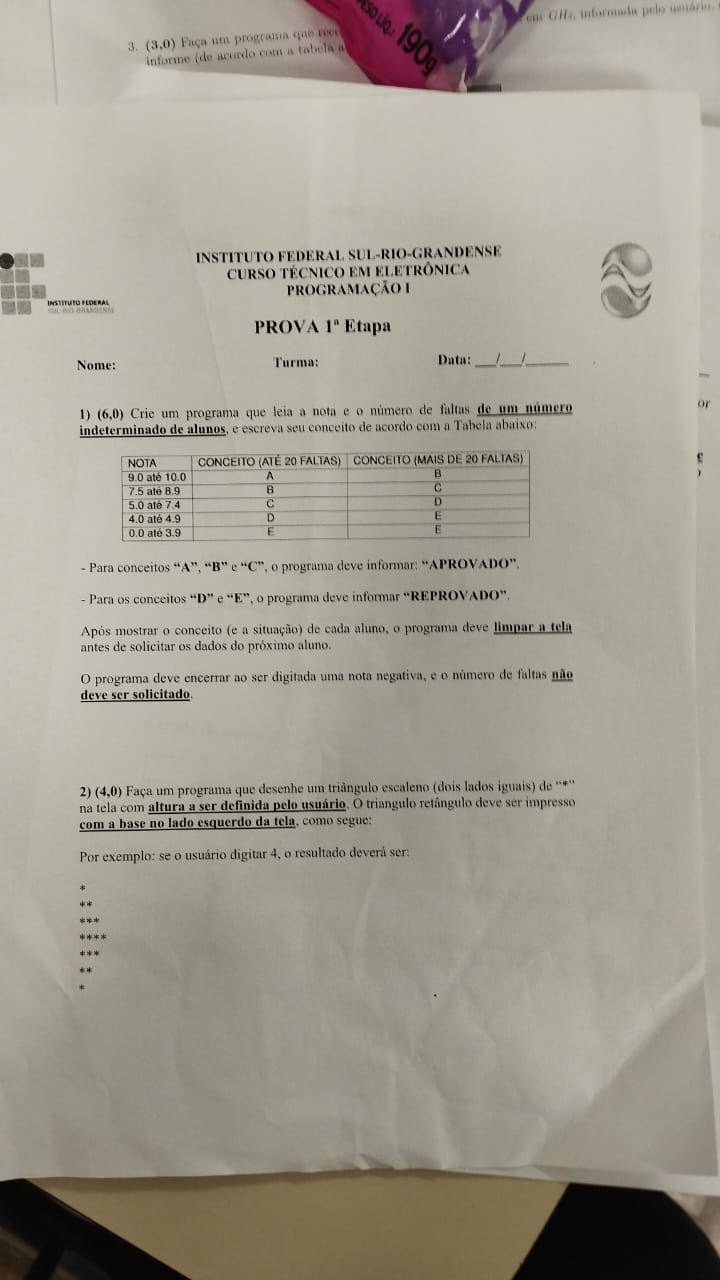 PESO LIQ: 190g
em GHz, informada pelo usuário,
3. (3,0) Faça um programa que
informe (de acordo com a tabela a
or
INSTITUTO FEDERAL SUL-RIO-GRANDENSE
CURSO TÉCNICO EM ELETRÔNICA
PROGRAMAÇÃO I
INSTITUTO FEDERAL
SUL-RIO-GRANDENSE
PROVA 1ª Etapa
Nome: Turma: Data: ___/___/______
1) (6,0) Crie um programa que leia a nota e o número de faltas de um número
indeterminado de alunos, e escreva seu conceito de acordo com a Tabela abaixo:
NOTA CONCEITO (ATÉ 20 FALTAS) CONCEITO (MAIS DE 20 FALTAS)
9.0 até 10.0 A B
7.5 até 8.9 B C
5.0 até 7.4 C D
4.0 até 4.9 D E
0.0 até 3.9 E E
- Para conceitos “A”, “B” e “C”, o programa deve informar: “APROVADO”.
- Para os conceitos “D” e “E”, o programa deve informar “REPROVADO”.
Após mostrar o conceito (e a situação) de cada aluno, o programa deve limpar a tela
antes de solicitar os dados do próximo aluno.
O programa deve encerrar ao ser digitada uma nota negativa, e o número de faltas não
deve ser solicitado.
2) (4,0) Faça um programa que desenhe um triângulo escaleno (dois lados iguais) de “*”
na tela com altura a ser definida pelo usuário. O triangulo retângulo deve ser impresso
com a base no lado esquerdo da tela, como segue:
Por exemplo: se o usuário digitar 4, o resultado deverá ser:
*
**
***
****
***
**
*